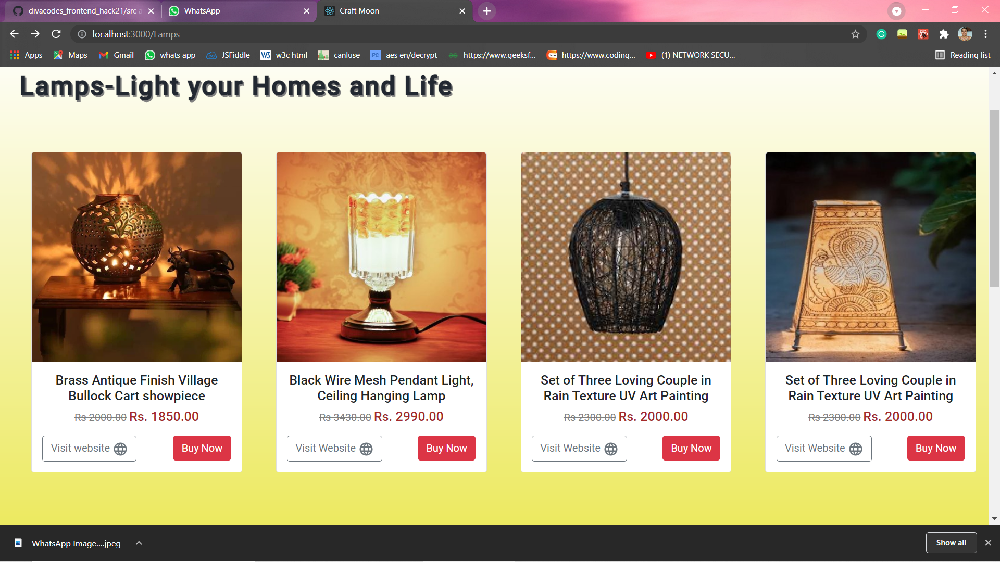 divacodes_frontend_hack21/src a
WhatsApp
Craft Moon
localhost:3000/Lamps
Apps
Maps
Gmail
whats app
JSFiddle
W3 w3c html
canIuse
PC aes en/decrypt
https://www.geeksf...
https://www.coding...
(1) NETWORK SECU...
Reading list
Lamps-Light your Homes and Life
Brass Antique Finish Village
Bullock Cart showpiece
Rs 2000.00 Rs. 1850.00
Visit website
Buy Now
Black Wire Mesh Pendant Light,
Ceiling Hanging Lamp
Rs 3430.00 Rs. 2990.00
Visit Website
Buy Now
Set of Three Loving Couple in
Rain Texture UV Art Painting
Rs 2300.00 Rs. 2000.00
Visit Website
Buy Now
Set of Three Loving Couple in
Rain Texture UV Art Painting
Rs 2300.00 Rs. 2000.00
Visit Website
Buy Now
WhatsApp Image....jpeg
Show all